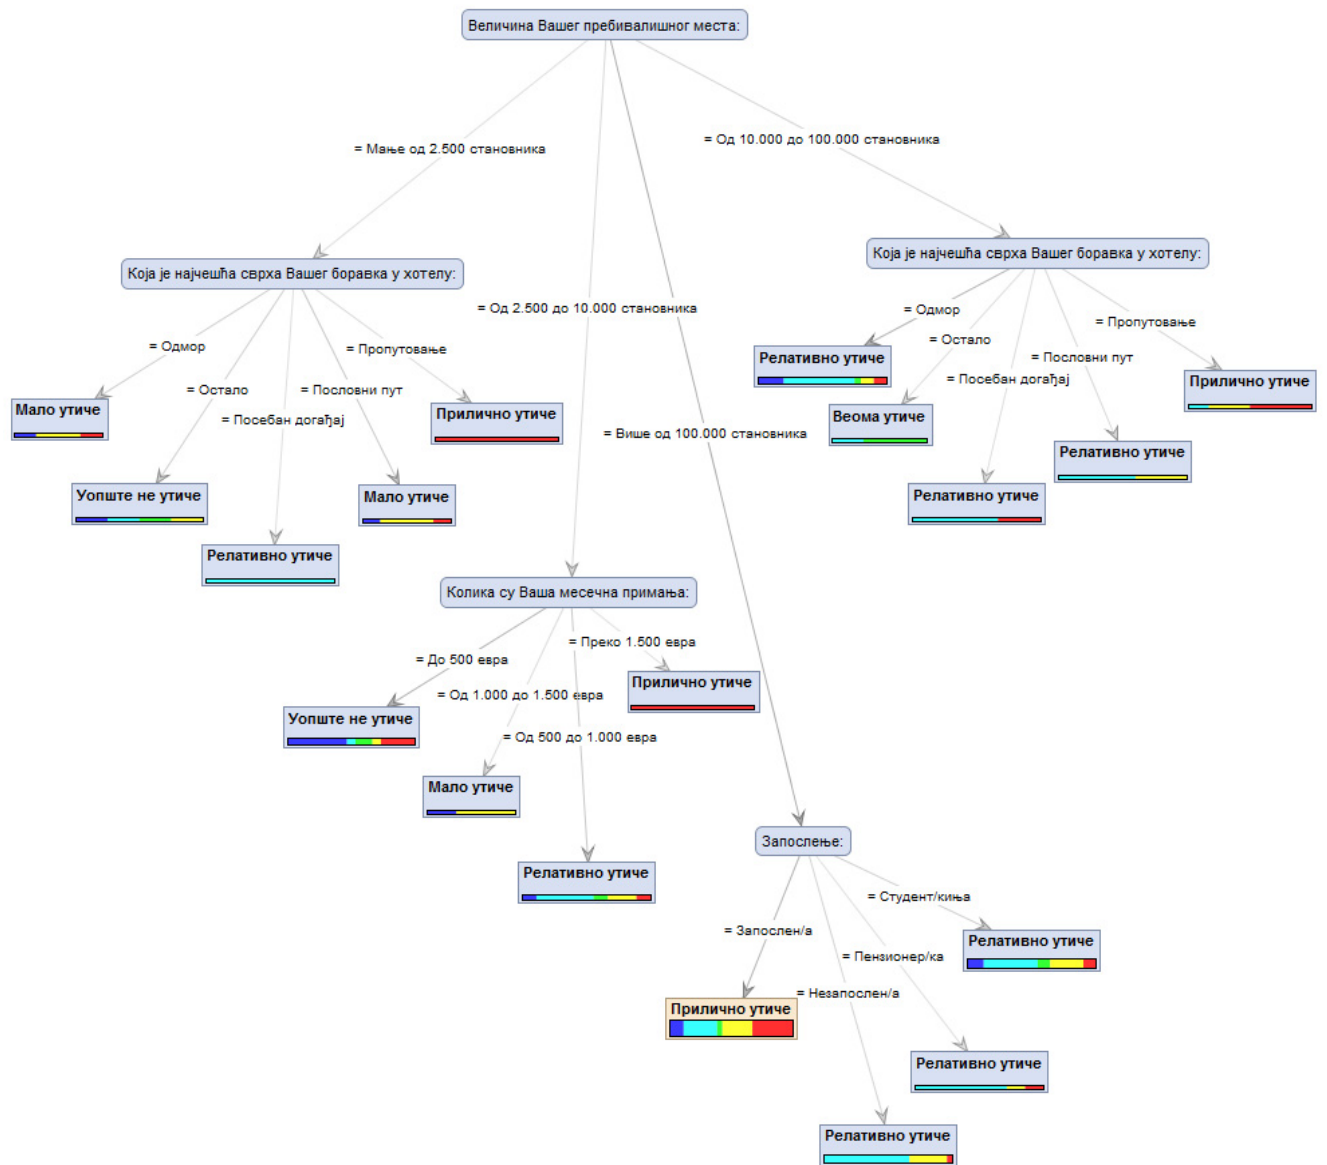 Величина Вашег пребивалишног места:
= Мање од 2.500 становника
= Од 10.000 до 100.000 становника
= Од 2.500 до 10.000 становника
= Више од 100.000 становника
Која је најчешћа сврха Вашег боравка у хотелу:
= Одмор
= Остало
= Посебан догађај
= Пословни пут
= Пропутовање
Мало утиче
Уопште не утиче
Релативно утиче
Мало утиче
Прилично утиче
Која је најчешћа сврха Вашег боравка у хотелу:
= Одмор
= Остало
= Посебан догађај
= Пословни пут
= Пропутовање
Релативно утиче
Веома утиче
Релативно утиче
Релативно утиче
Прилично утиче
Колика су Ваша месечна примања:
= До 500 евра
= Од 1.000 до 1.500 евра
= Од 500 до 1.000 евра
= Преко 1.500 евра
Уопште не утиче
Мало утиче
Релативно утиче
Прилично утиче
Запослење:
= Запослен/а
= Незапослен/а
= Пензионер/ка
= Студент/киња
Прилично утиче
Релативно утиче
Релативно утиче
Релативно утиче